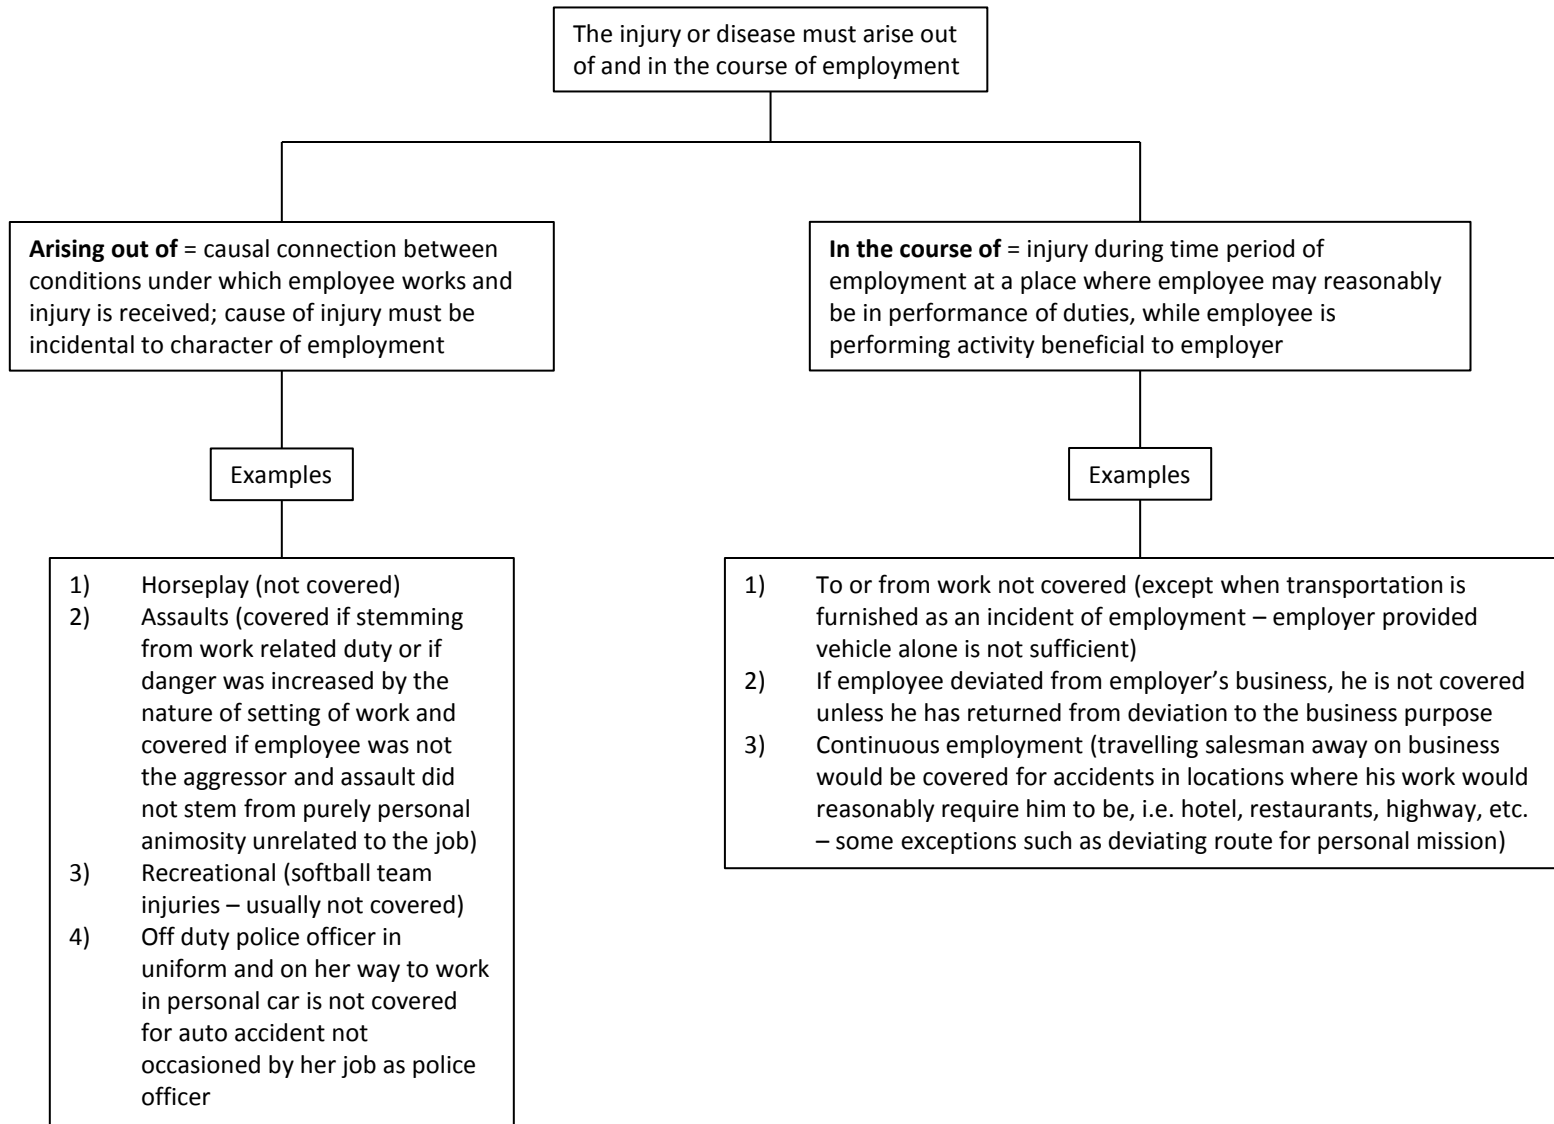 The injury or disease must arise out
of and in the course of employment
Arising out of = causal connection between
conditions under which employee works and
injury is received; cause of injury must be
incidental to character of employment
In the course of = injury during time period of
employment at a place where employee may reasonably
be in performance of duties, while employee is
performing activity beneficial to employer
Examples
Examples
1) Horseplay (not covered)
2) Assaults (covered if stemming
from work related duty or if
danger was increased by the
nature of setting of work and
covered if employee was not
the aggressor and assault did
not stem from purely personal
animosity unrelated to the job)
3) Recreational (softball team
injuries – usually not covered)
4) Off duty police officer in
uniform and on her way to work
in personal car is not covered
for auto accident not
occasioned by her job as police
officer
1) To or from work not covered (except when transportation is
furnished as an incident of employment – employer provided
vehicle alone is not sufficient)
2) If employee deviated from employer’s business, he is not covered
unless he has returned from deviation to the business purpose
3) Continuous employment (travelling salesman away on business
would be covered for accidents in locations where his work would
reasonably require him to be, i.e. hotel, restaurants, highway, etc.
– some exceptions such as deviating route for personal mission)